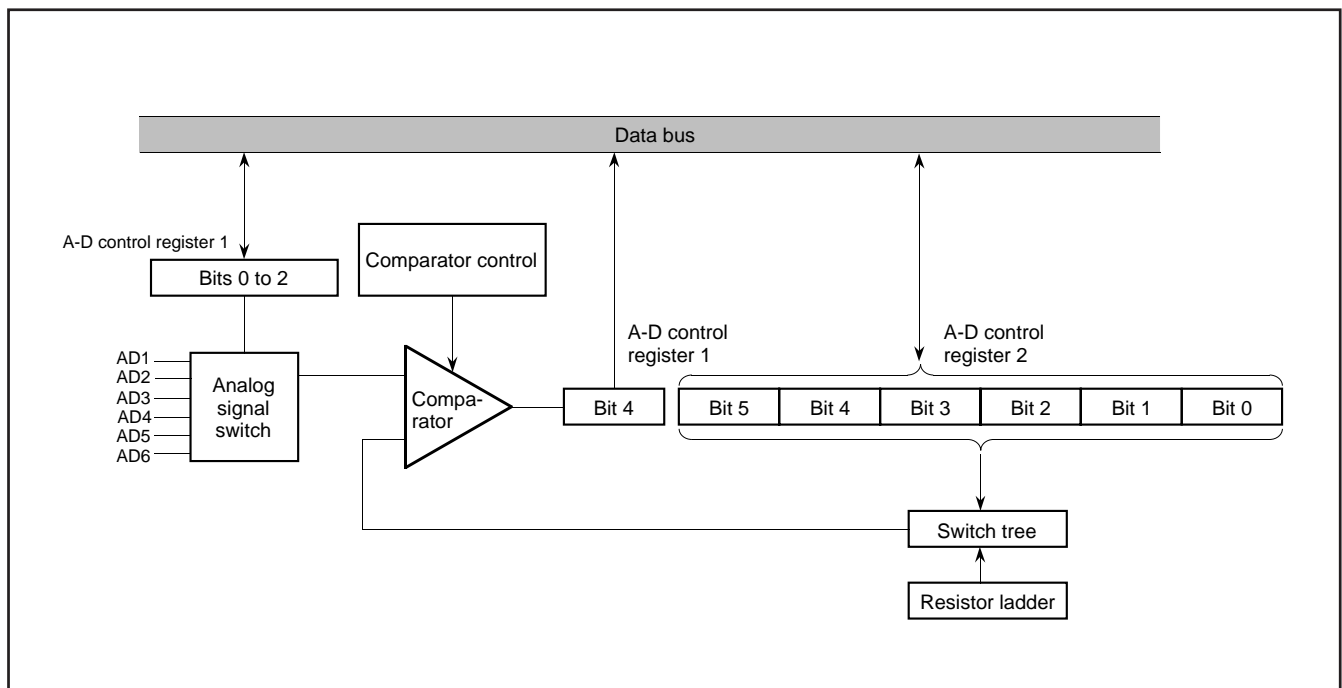 Data bus
A-D control register 1
Bits 0 to 2
Comparator control
AD1
AD2
AD3
AD4
AD5
AD6
Analog
signal
switch
Compa-
rator
A-D control
register 1
Bit 4
A-D control
register 2
Bit 5 Bit 4 Bit 3 Bit 2 Bit 1 Bit 0
Switch tree
Resistor ladder